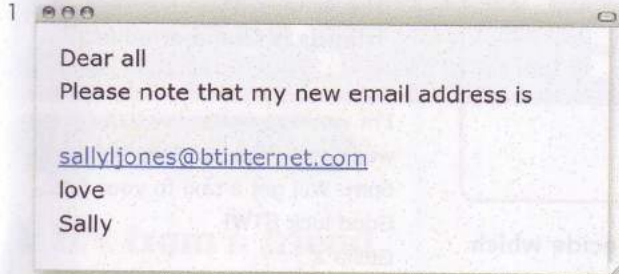 1
Dear all
Please note that my new email address is
sallyljones@btinternet.com
love
Sally